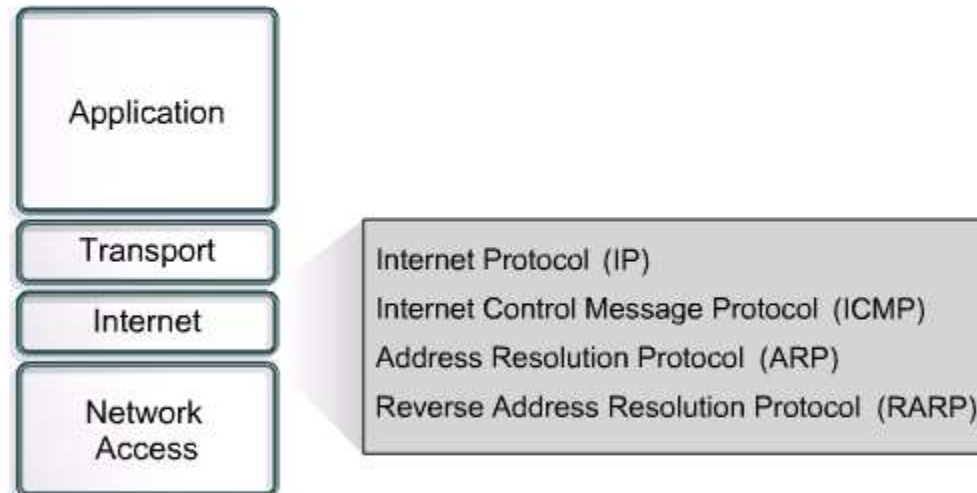 Application
Transport
Internet
Network
Access
Internet Protocol (IP)
Internet Control Message Protocol (ICMP)
Address Resolution Protocol (ARP)
Reverse Address Resolution Protocol (RARP)